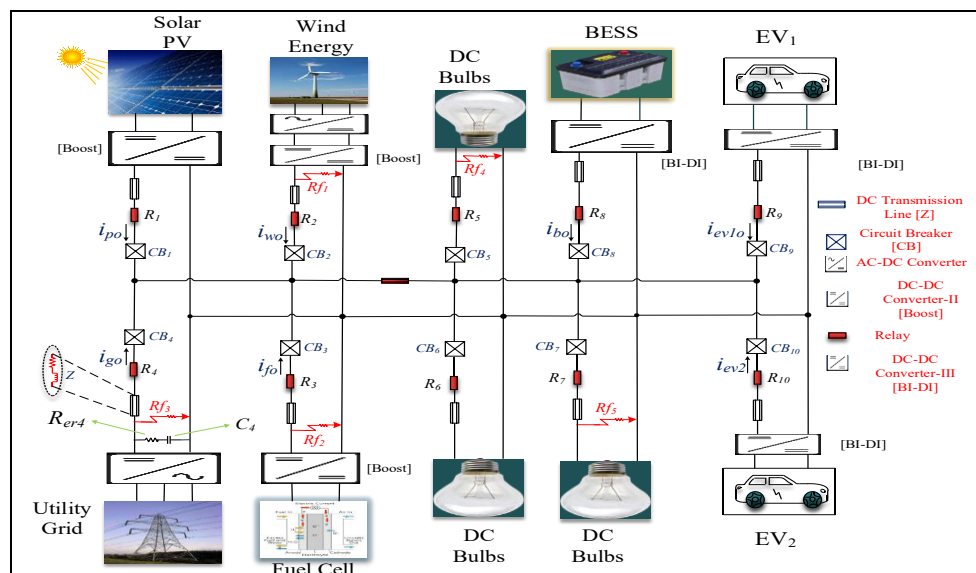 Solar
PV
Wind
Energy
DC
Bulbs
BESS
EV1
[Boost]
[Boost]
[BI-DI]
[BI-DI]
Rf1
Rf4
R1
R2
R5
R8
R9
ipo
iwo
ibo
iev1o
CB1
CB2
CB5
CB8
CB9
DC Transmission
Line [Z]
Circuit Breaker
[CB]
AC-DC Converter
DC-DC
Converter-II
[Boost]
Relay
DC-DC
Converter-III
[BI-DI]
CB4
CB3
CB6
CB7
CB10
igo
ifo
iev2
Z
R4
R3
R6
R7
R10
Rf3
Rf2
Rf5
Rer4
C4
[Boost]
[BI-DI]
Utility
Grid
Fuel Cell
DC
Bulbs
DC
Bulbs
EV2